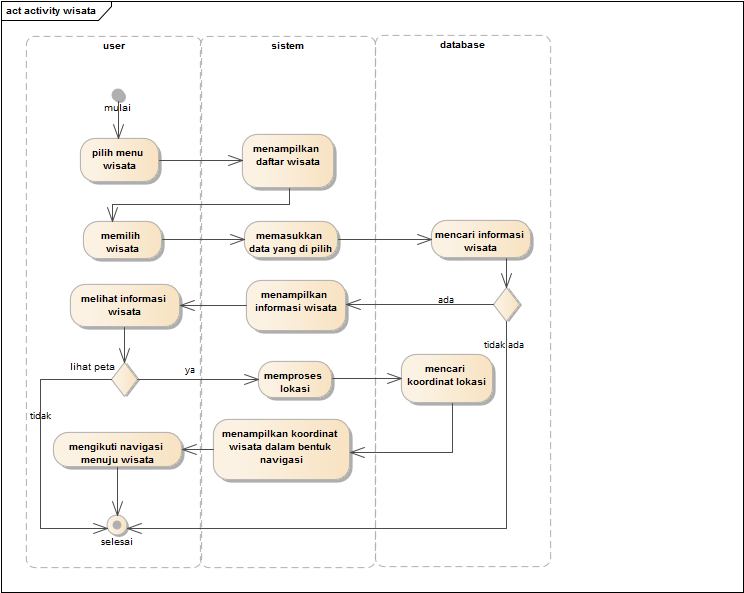 act activity wisata
user
sistem
database
mulai
pilih menu
wisata
menampilkan
daftar wisata
memilih
wisata
memasukkan
data yang di pilih
mencari informasi
wisata
melihat informasi
wisata
menampilkan
informasi wisata
ada
tidak ada
lihat peta
ya
memproses
lokasi
mencari
koordinat lokasi
tidak
mengikuti navigasi
menuju wisata
menampilkan koordinat
wisata dalam bentuk
navigasi
selesai